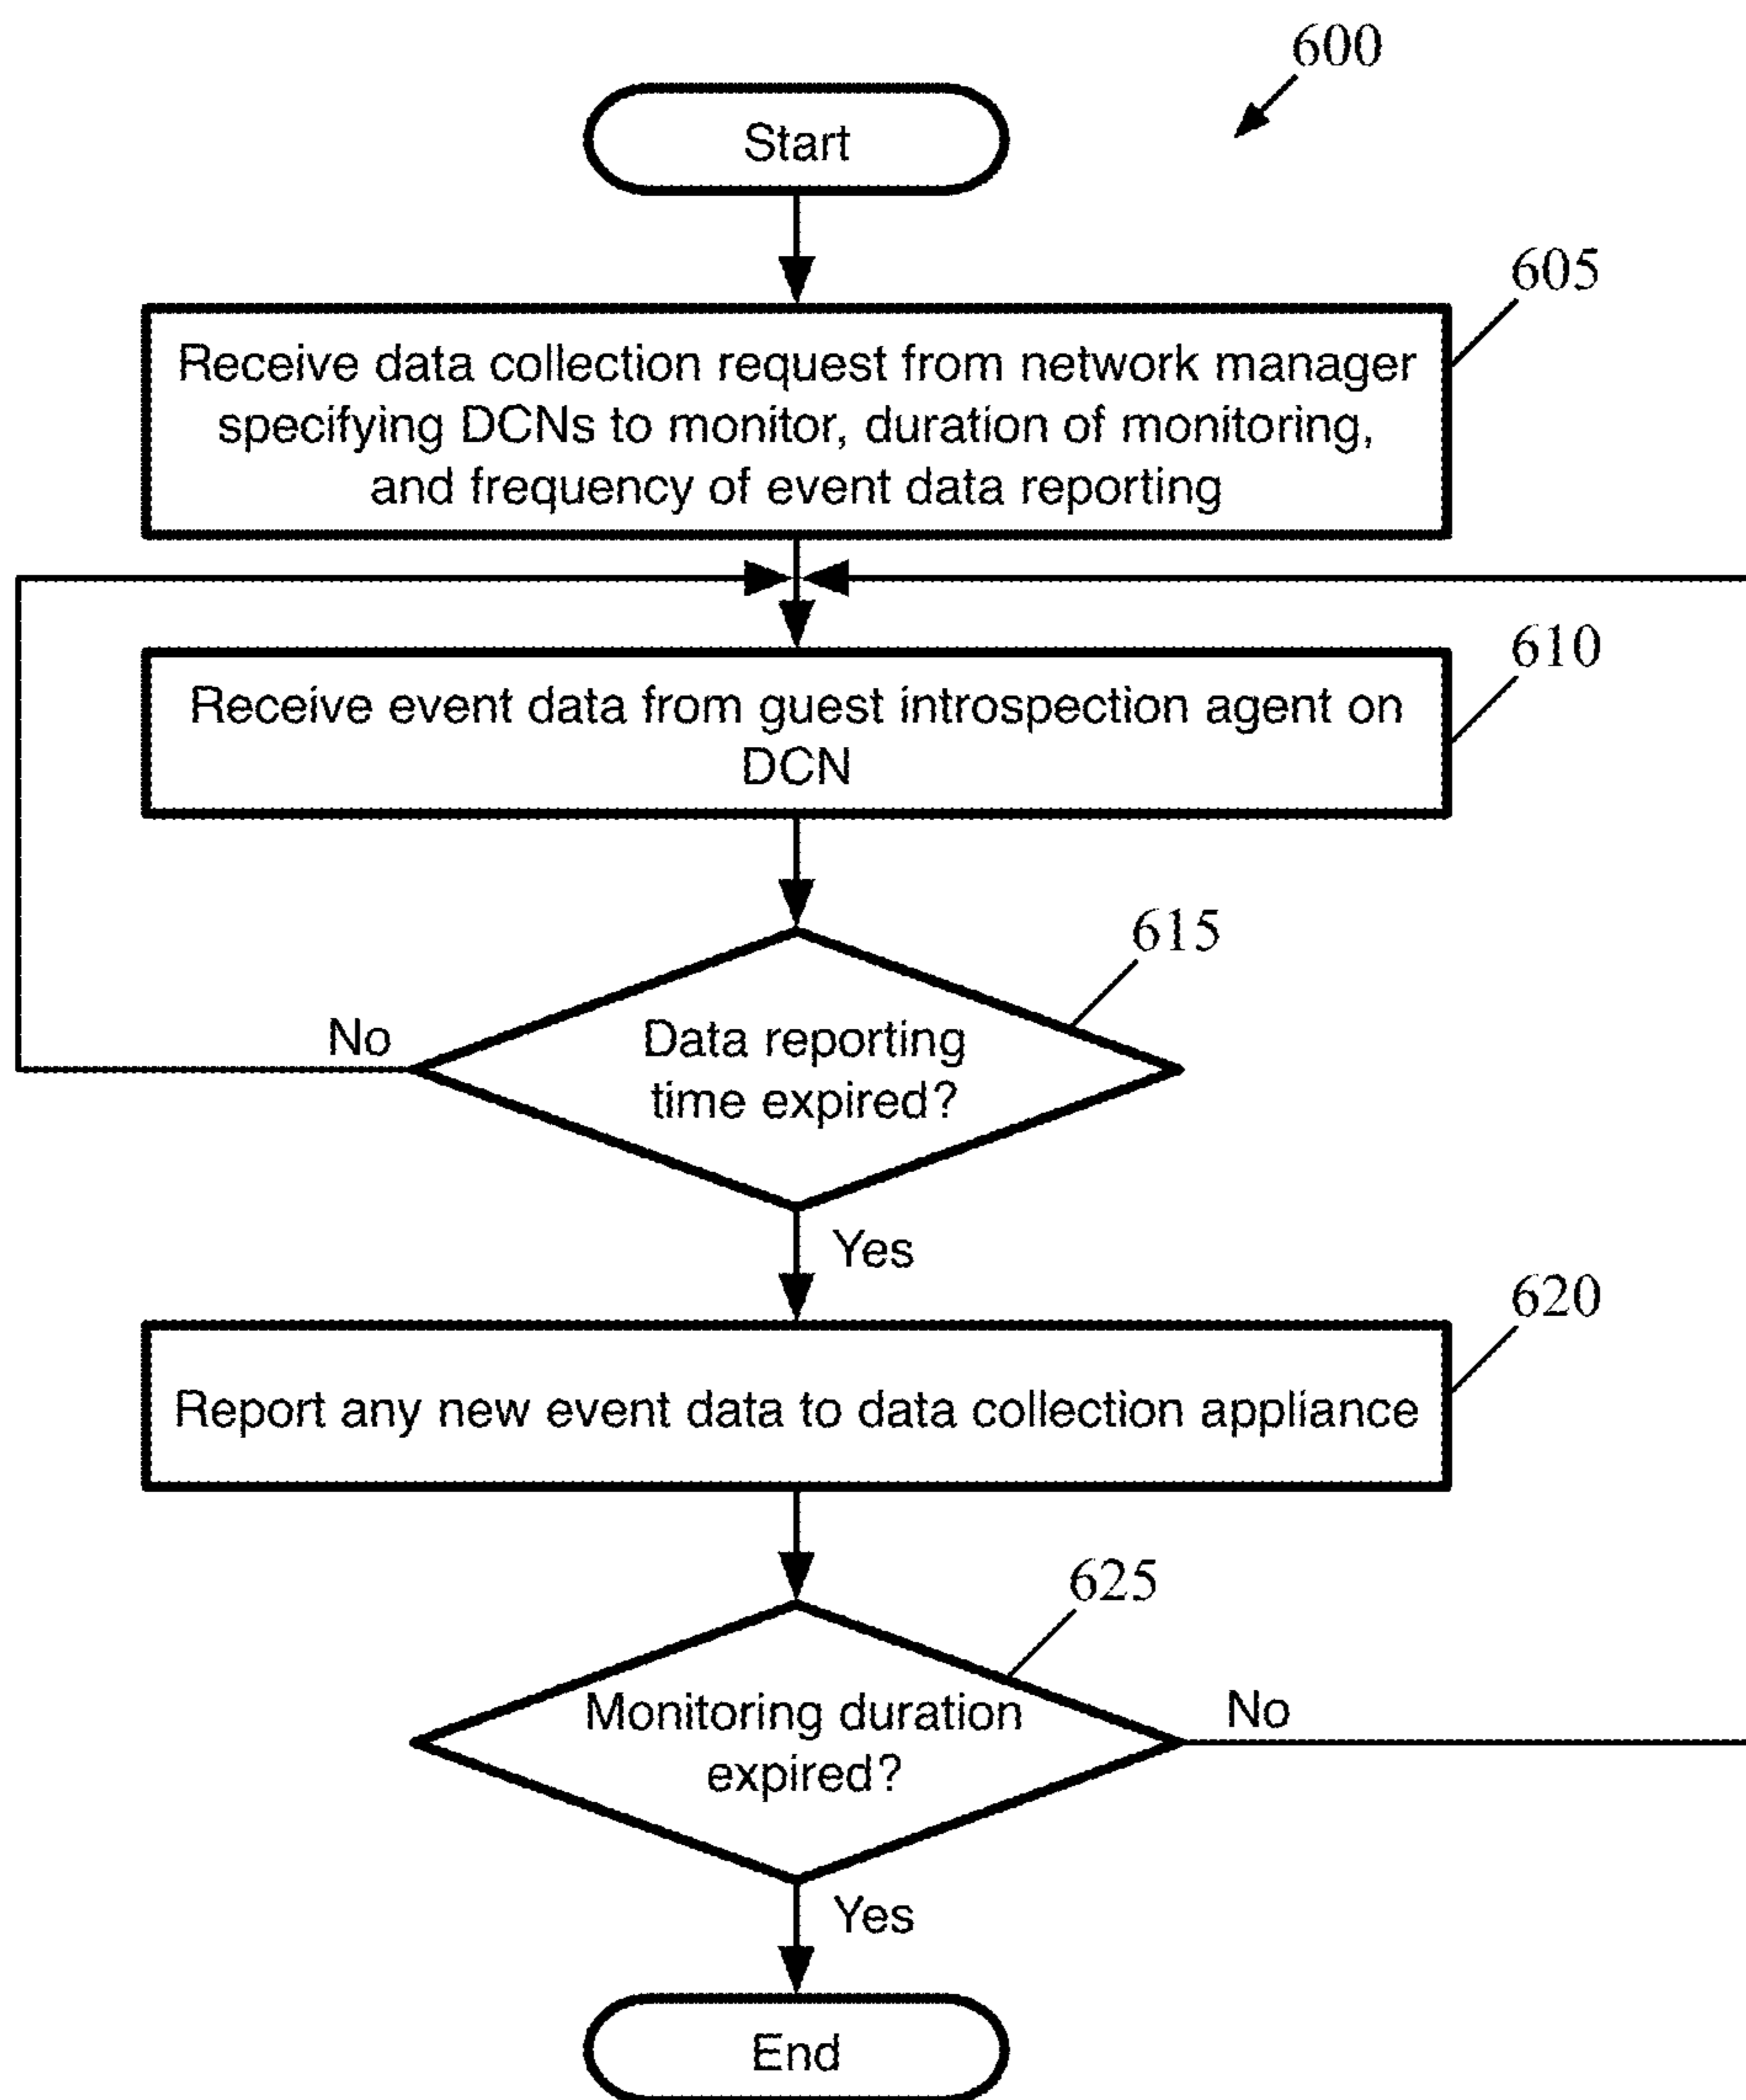 600
Start
605
Receive data collection request from network manager
specifying DCNs to monitor, duration of monitoring,
and frequency of event data reporting
610
Receive event data from guest introspection agent on
DCN
615
No
Data reporting
time expired?
Yes
620
Report any new event data to data collection appliance
625
Monitoring duration
expired?
No
Yes
End